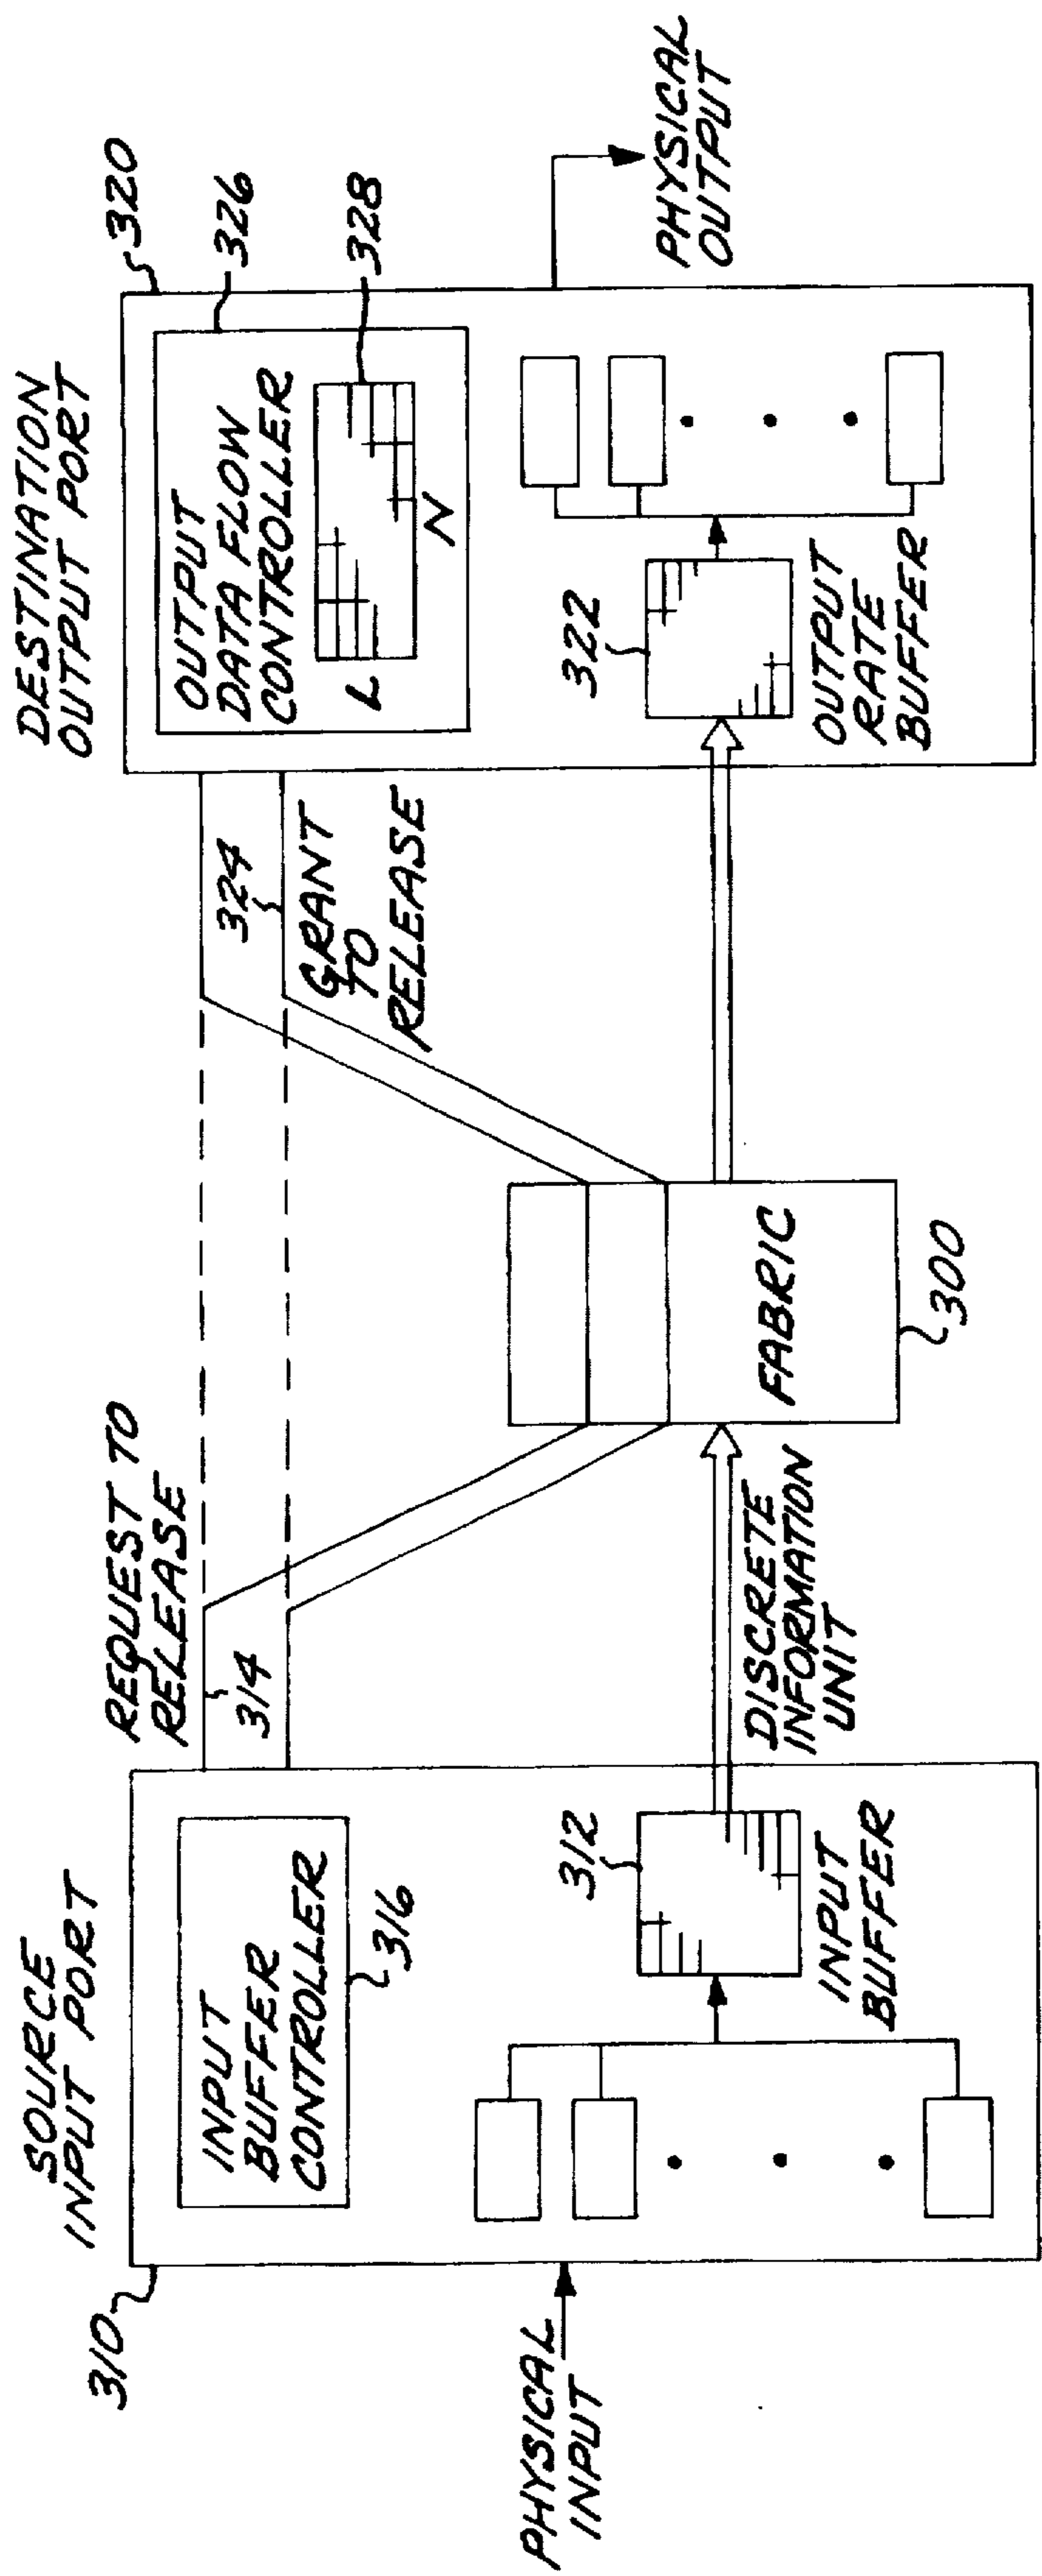 SOURCE
INPUT PORT
310
INPUT
BUFFER
CONTROLLER
316
PHYSICAL
INPUT
312
INPUT
BUFFER
REQUEST TO
RELEASE
314
DISCRETE
INFORMATION
UNIT
FABRIC
300
324
GRANT
TO
RELEASE
DESTINATION
OUTPUT PORT
320
OUTPUT
DATA FLOW
CONTROLLER
326
L
N
328
322
OUTPUT
RATE
BUFFER
PHYSICAL
OUTPUT